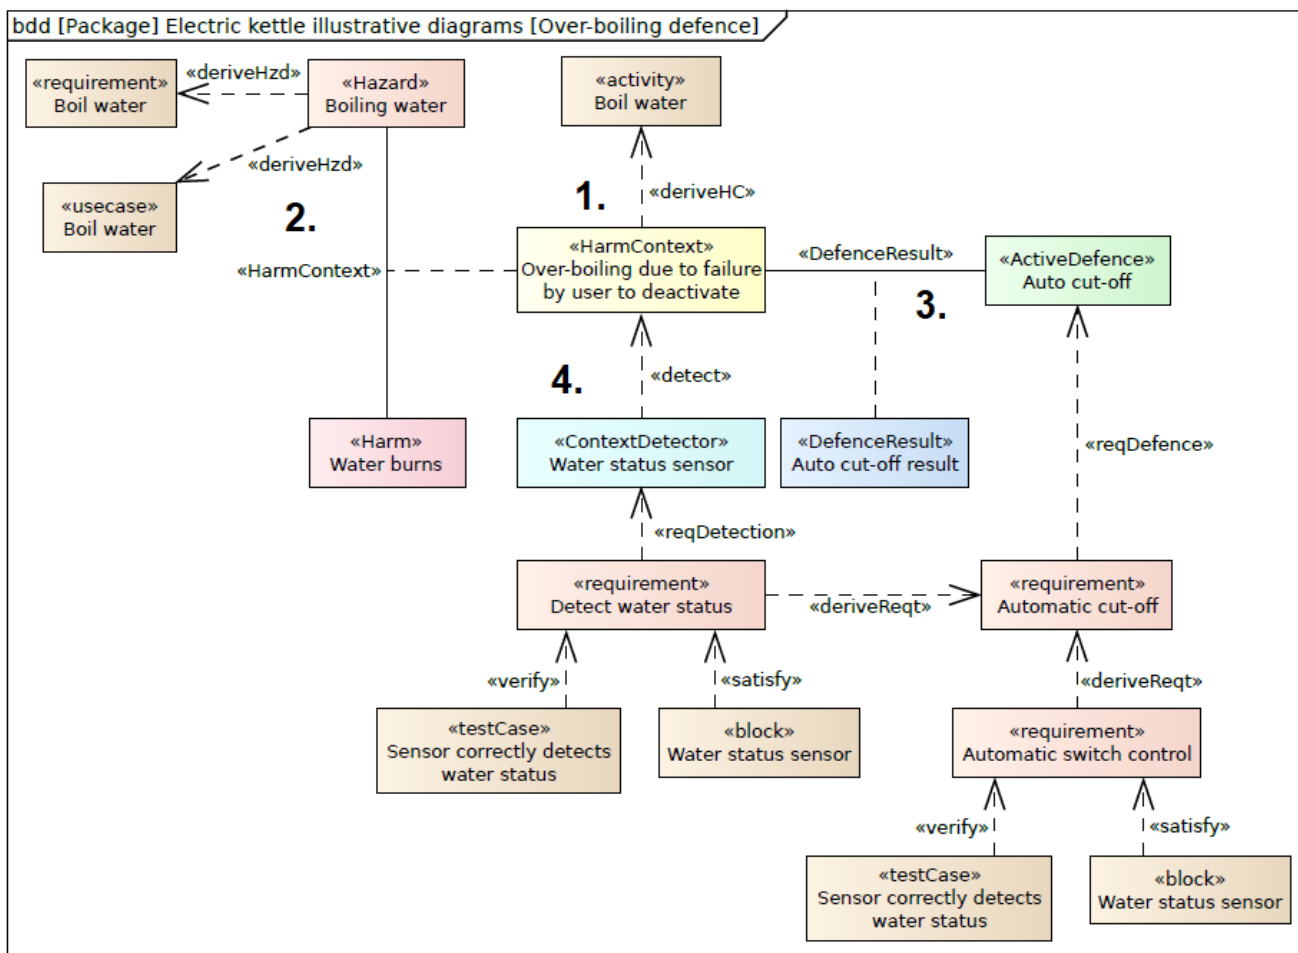 bdd [Package] Electric kettle illustrative diagrams [Over-boiling defence]
«requirement»
Boil water
«deriveHzd»
«Hazard»
Boiling water
«activity»
Boil water
«deriveHzd»
«usecase»
Boil water
2.
1.
«deriveHC»
«HarmContext»
«HarmContext»
Over-boiling due to failure
by user to deactivate
«DefenceResult»
3.
«ActiveDefence»
Auto cut-off
4.
«detect»
«Harm»
Water burns
«ContextDetector»
Water status sensor
«DefenceResult»
Auto cut-off result
«reqDefence»
«reqDetection»
«requirement»
Detect water status
«deriveReqt»
«requirement»
Automatic cut-off
«verify»
«satisfy»
«deriveReqt»
«testCase»
Sensor correctly detects
water status
«block»
Water status sensor
«requirement»
Automatic switch control
«verify»
«satisfy»
«testCase»
Sensor correctly detects
water status
«block»
Water status sensor